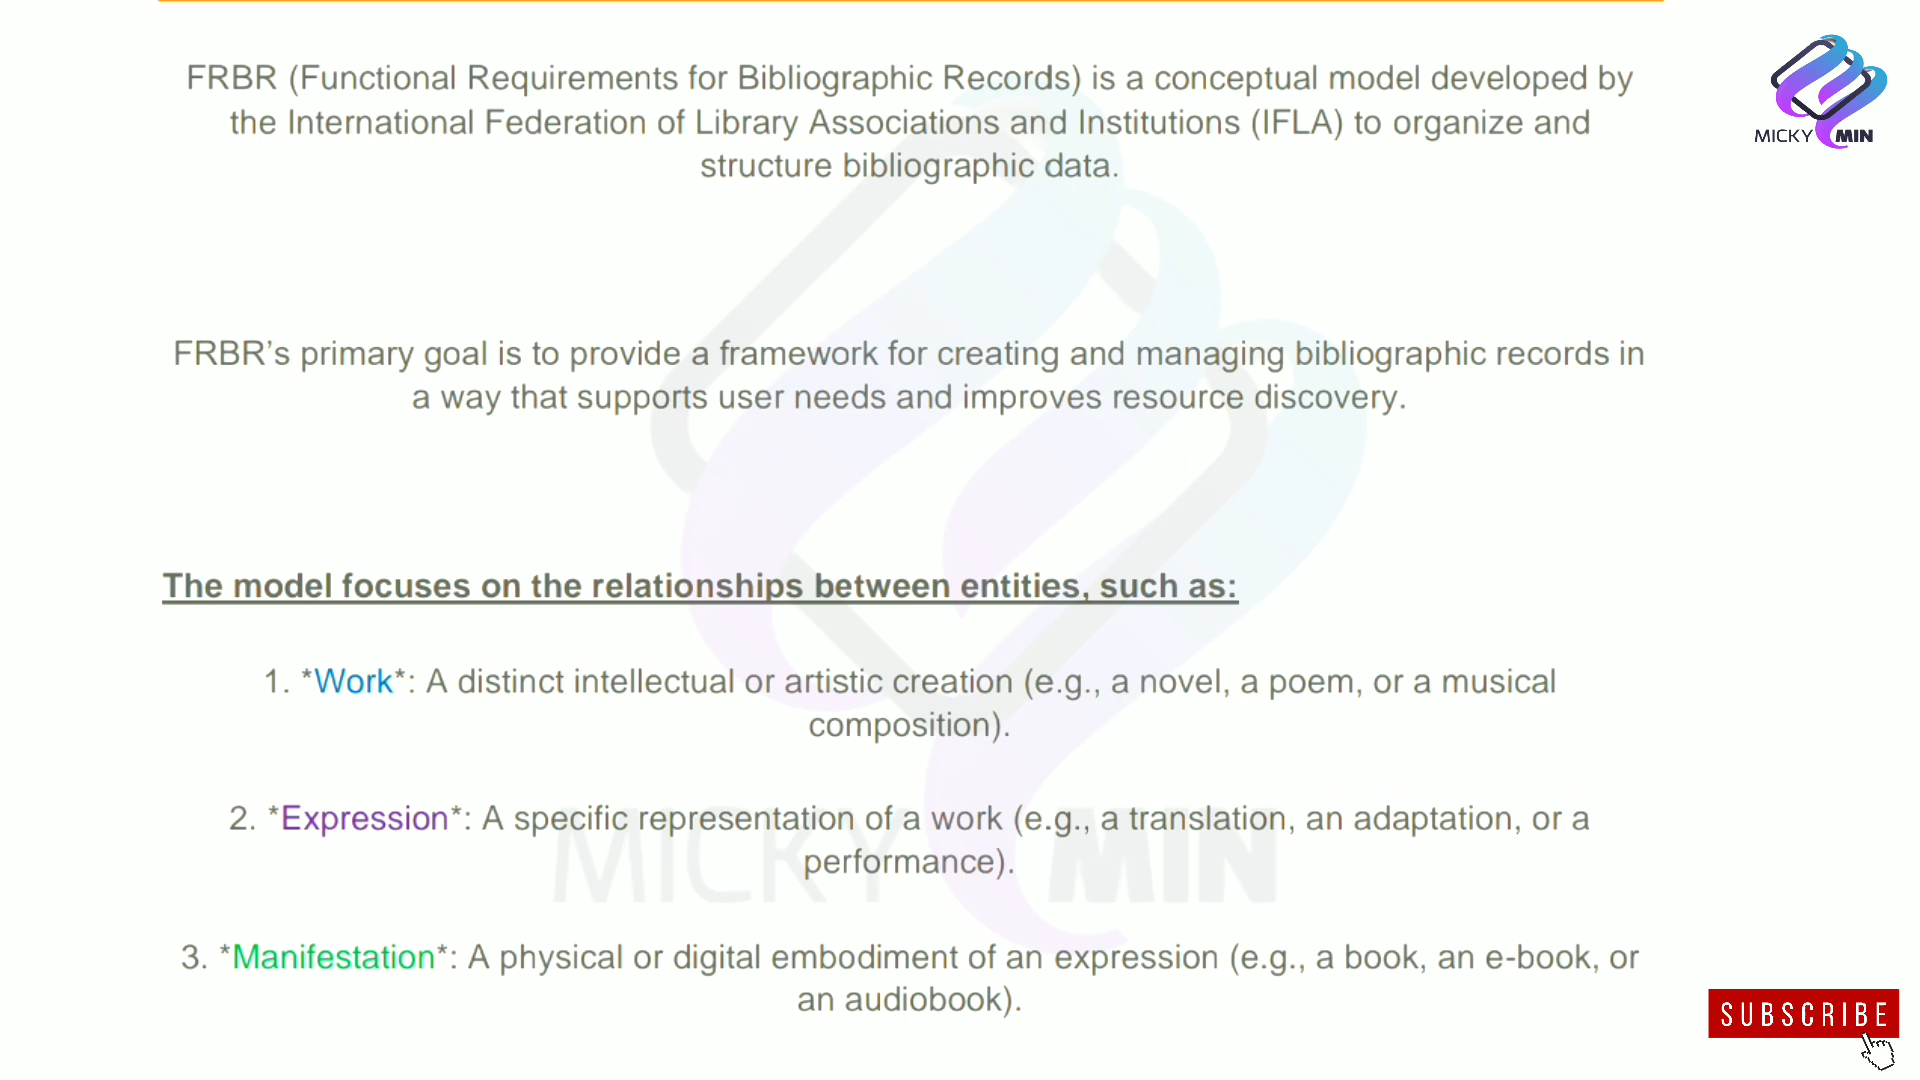 FRBR (Functional Requirements for Bibliographic Records) is a conceptual model developed by
the International Federation of Library Associations and Institutions (IFLA) to organize and
structure bibliographic data.
MICKY MIN
FRBR’s primary goal is to provide a framework for creating and managing bibliographic records in
a way that supports user needs and improves resource discovery.
The model focuses on the relationships between entities, such as:
1. *Work*: A distinct intellectual or artistic creation (e.g., a novel, a poem, or a musical
composition).
2. *Expression*: A specific representation of a work (e.g., a translation, an adaptation, or a
performance).
MICKY MIN
3. *Manifestation*: A physical or digital embodiment of an expression (e.g., a book, an e-book, or
an audiobook).
SUBSCRIBE